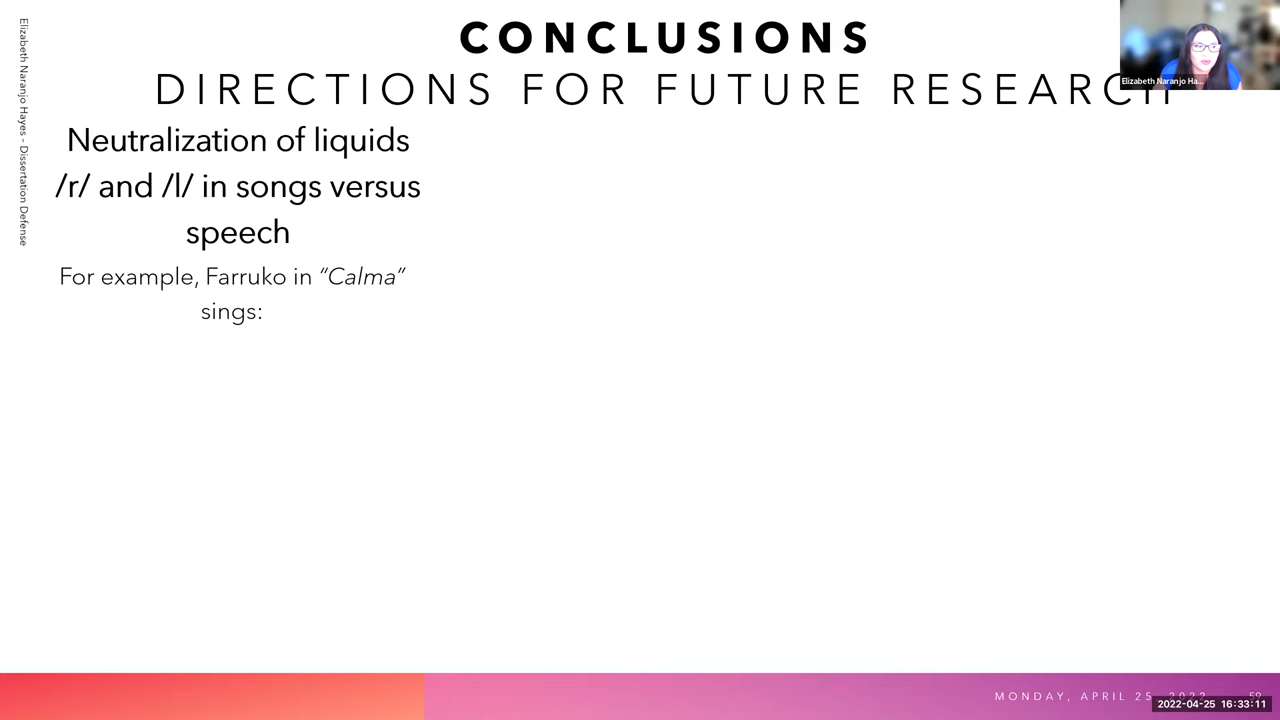 CONCLUSIONS
DIRECTIONS FOR FUTURE RESEARCH
Elizabeth Naranjo Ha...
Elizabeth Naranjo Hayes – Dissertation Defense
Neutralization of liquids
/r/ and /l/ in songs versus
speech
For example, Farruko in “Calma”
sings:
MONDAY, APRIL 25, 2022
59
2022-04-25 16:33:11